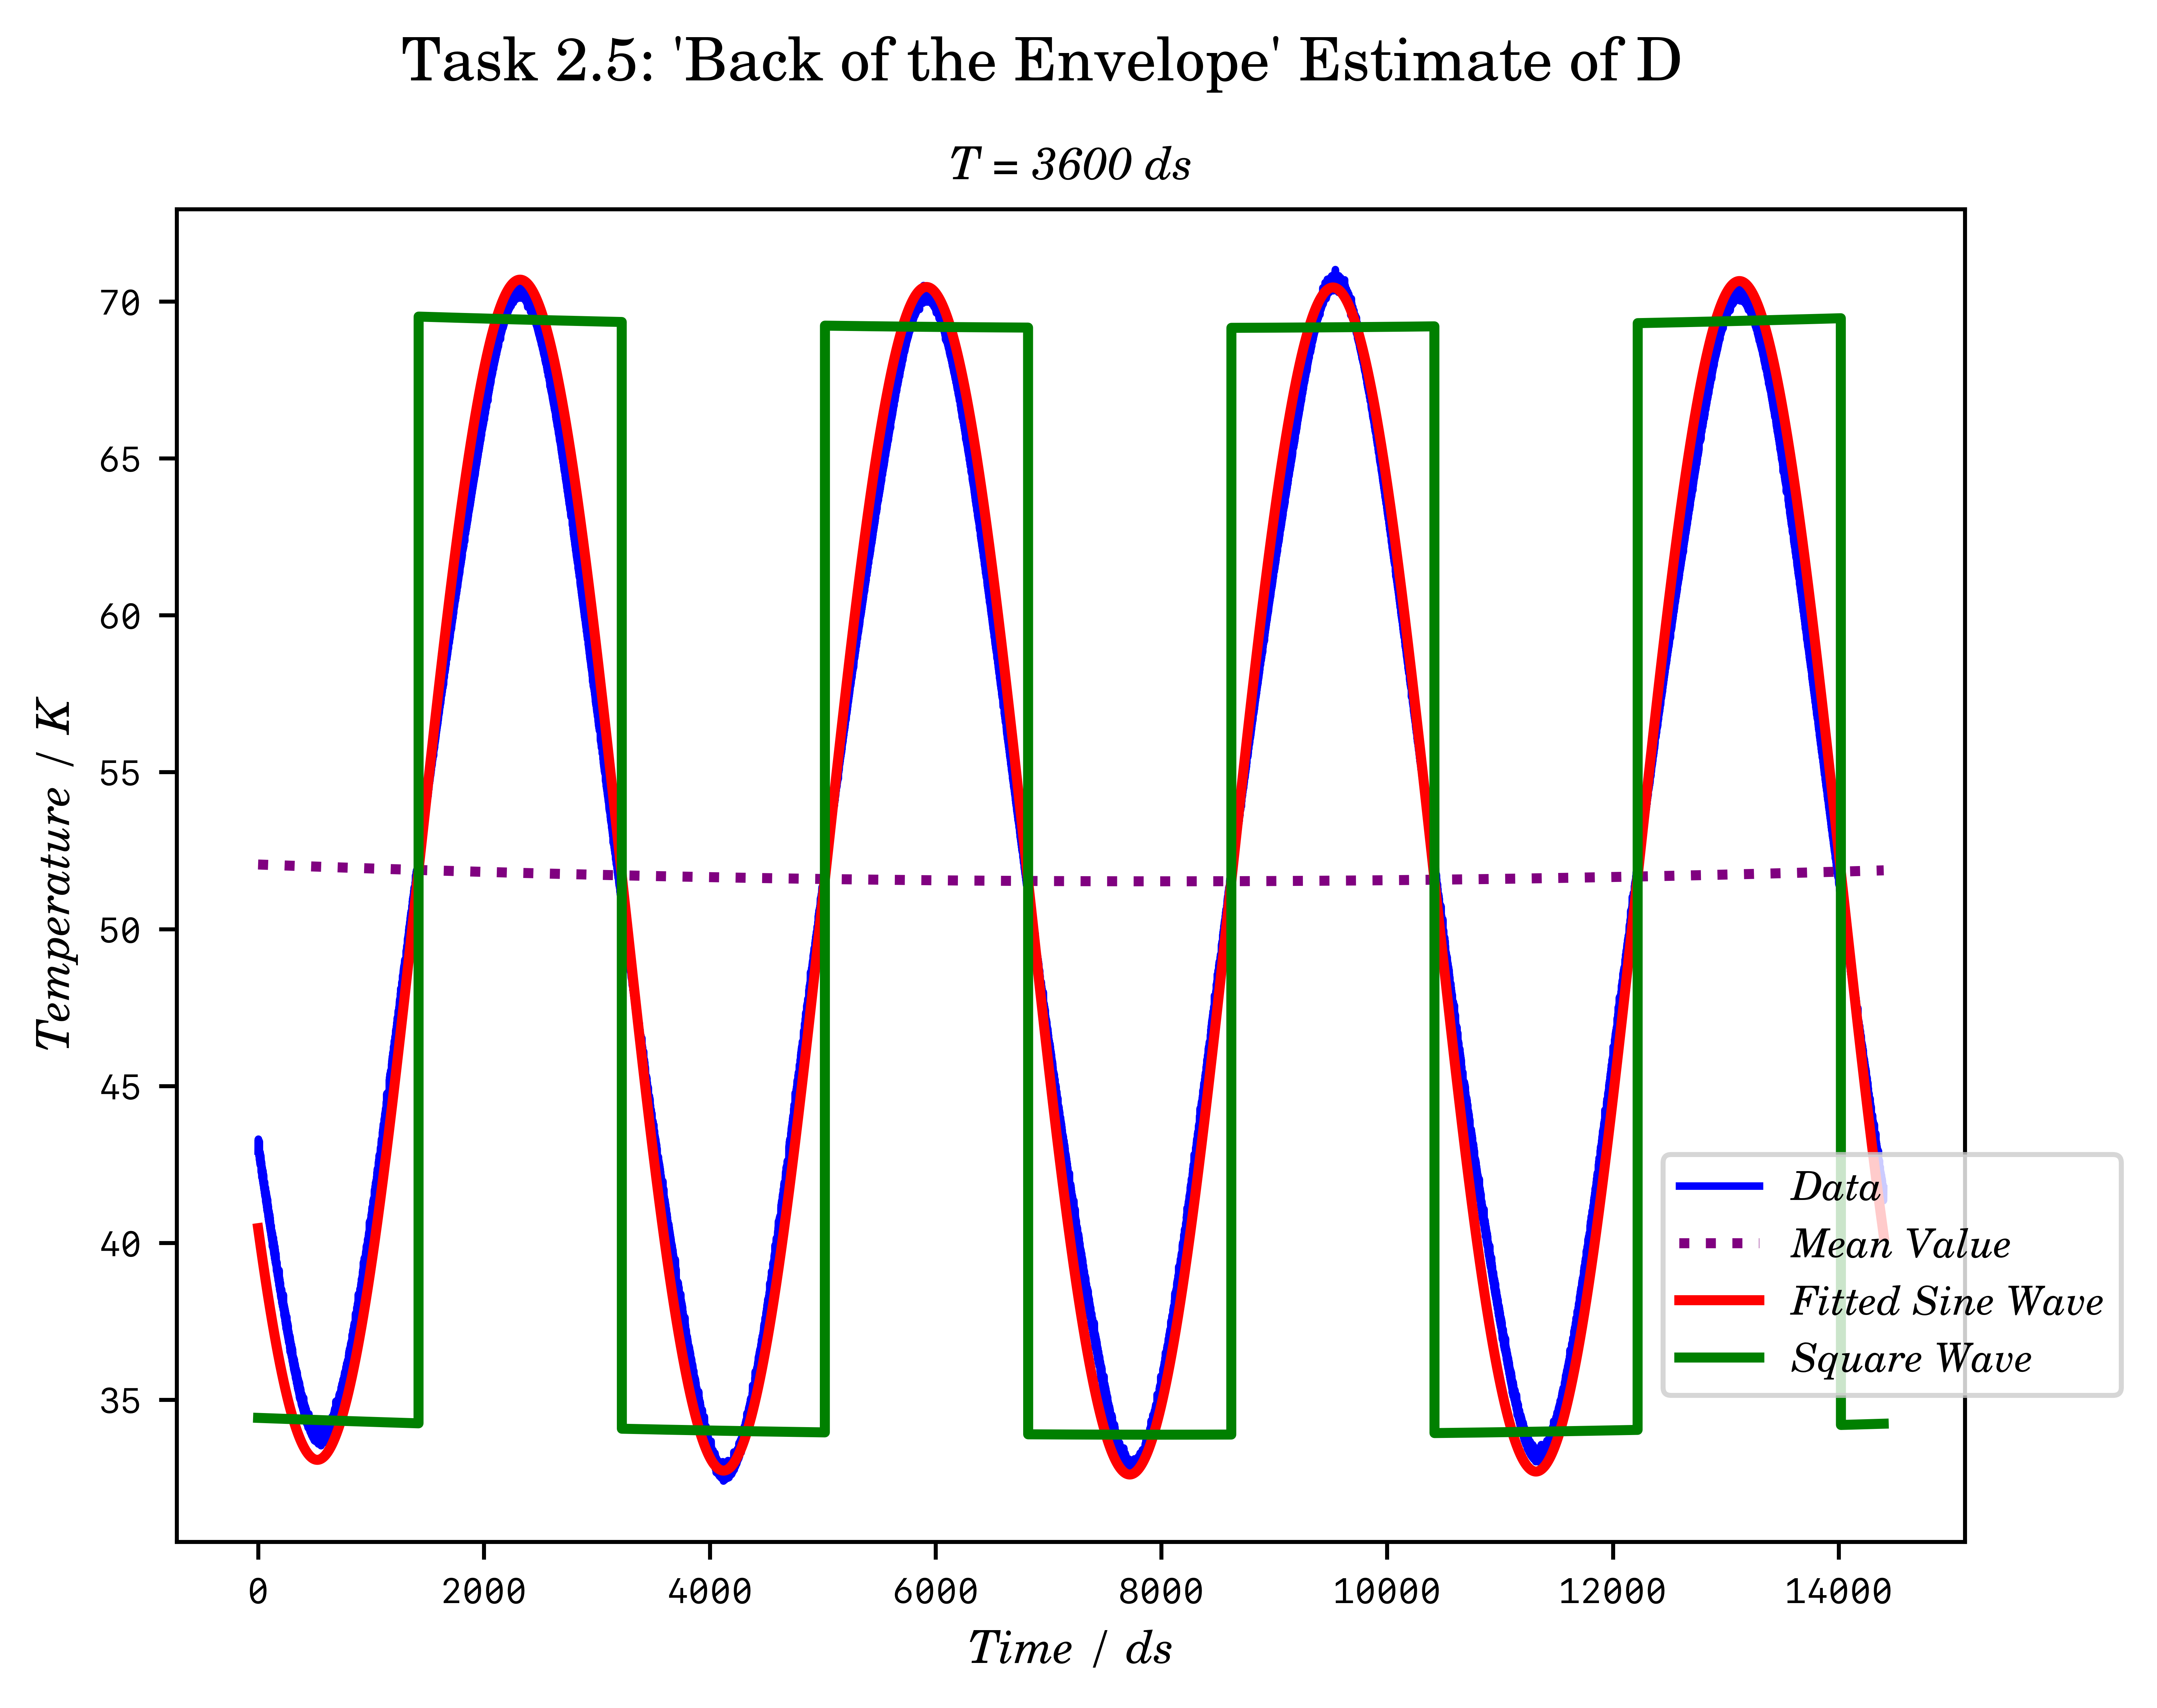 Task 2.5: 'Back of the Envelope' Estimate of D
T = 3600 ds
70
65
60
55
50
45
40
35
Temperature / K
0 2000 4000 6000 8000 10000 12000 14000
Time / ds
Data
Mean Value
Fitted Sine Wave
Square Wave